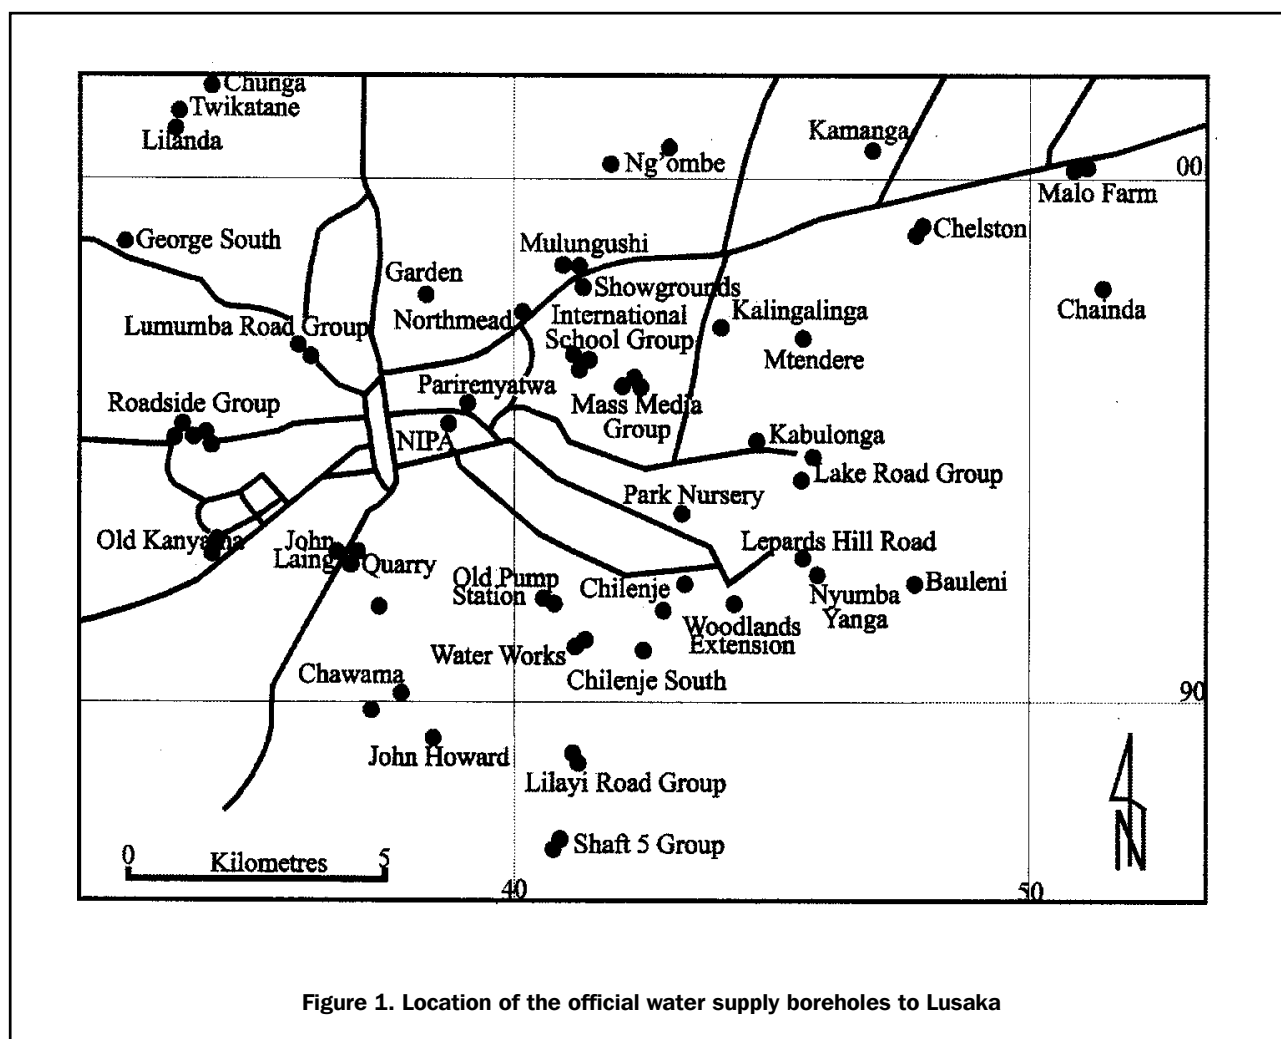 Chunga
Twikatane
Lilanda
Kamanga
Ng'ombe
00
Malo Farm
George South
Mulungushi
Chelston
Garden
Showgrounds
Chainda
Northmead
International
School Group
Kalingalinga
Lumumba Road Group
Mtendere
Parirenyatwa
Roadside Group
Mass Media
Group
NIPA
Kabulonga
Lake Road Group
Park Nursery
Old Kanyama
John
Laing
Quarry
Lepards Hill Road
Old Pump
Station
Chilenje
Nyumba
Yanga
Bauleni
Woodlands
Extension
Water Works
Chilenje South
Chawama
90
John Howard
Lilayi Road Group
Shaft 5 Group
0
Kilometres
5
40
50
N
Figure 1. Location of the official water supply boreholes to Lusaka